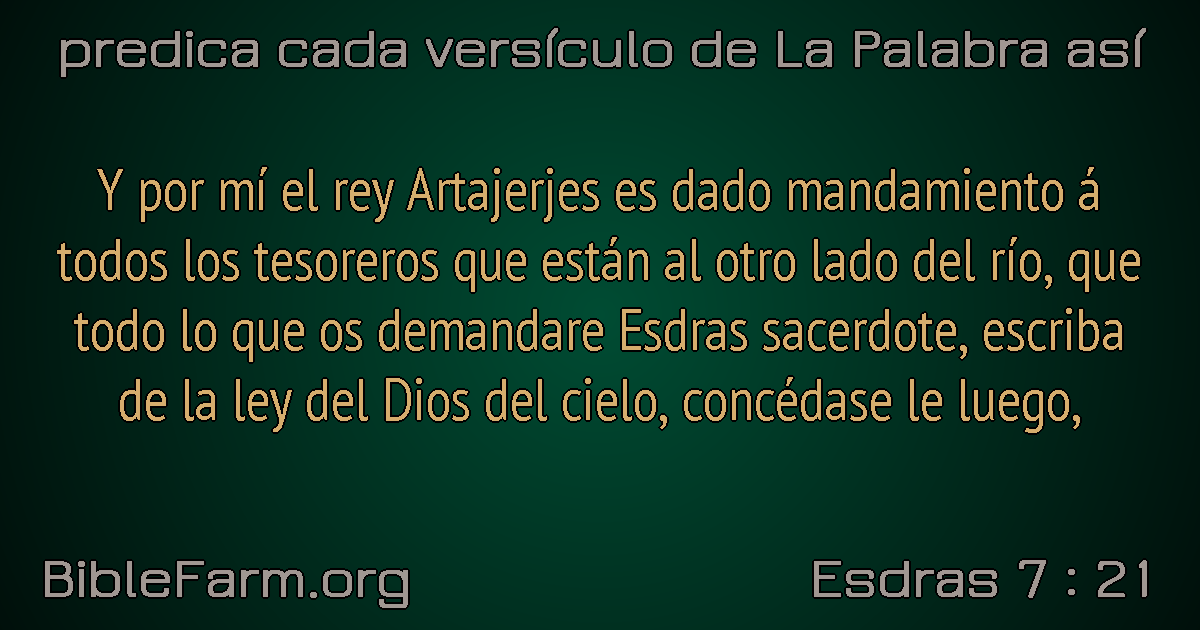 predica cada versículo de La Palabra así
Y por mí el rey Artajerjes es dado mandamiento á
todos los tesoreros que están al otro lado del río, que
todo lo que os demandare Esdras sacerdote, escriba
de la ley del Dios del cielo, concédase le luego,
BibleFarm.org
Esdras 7 : 21